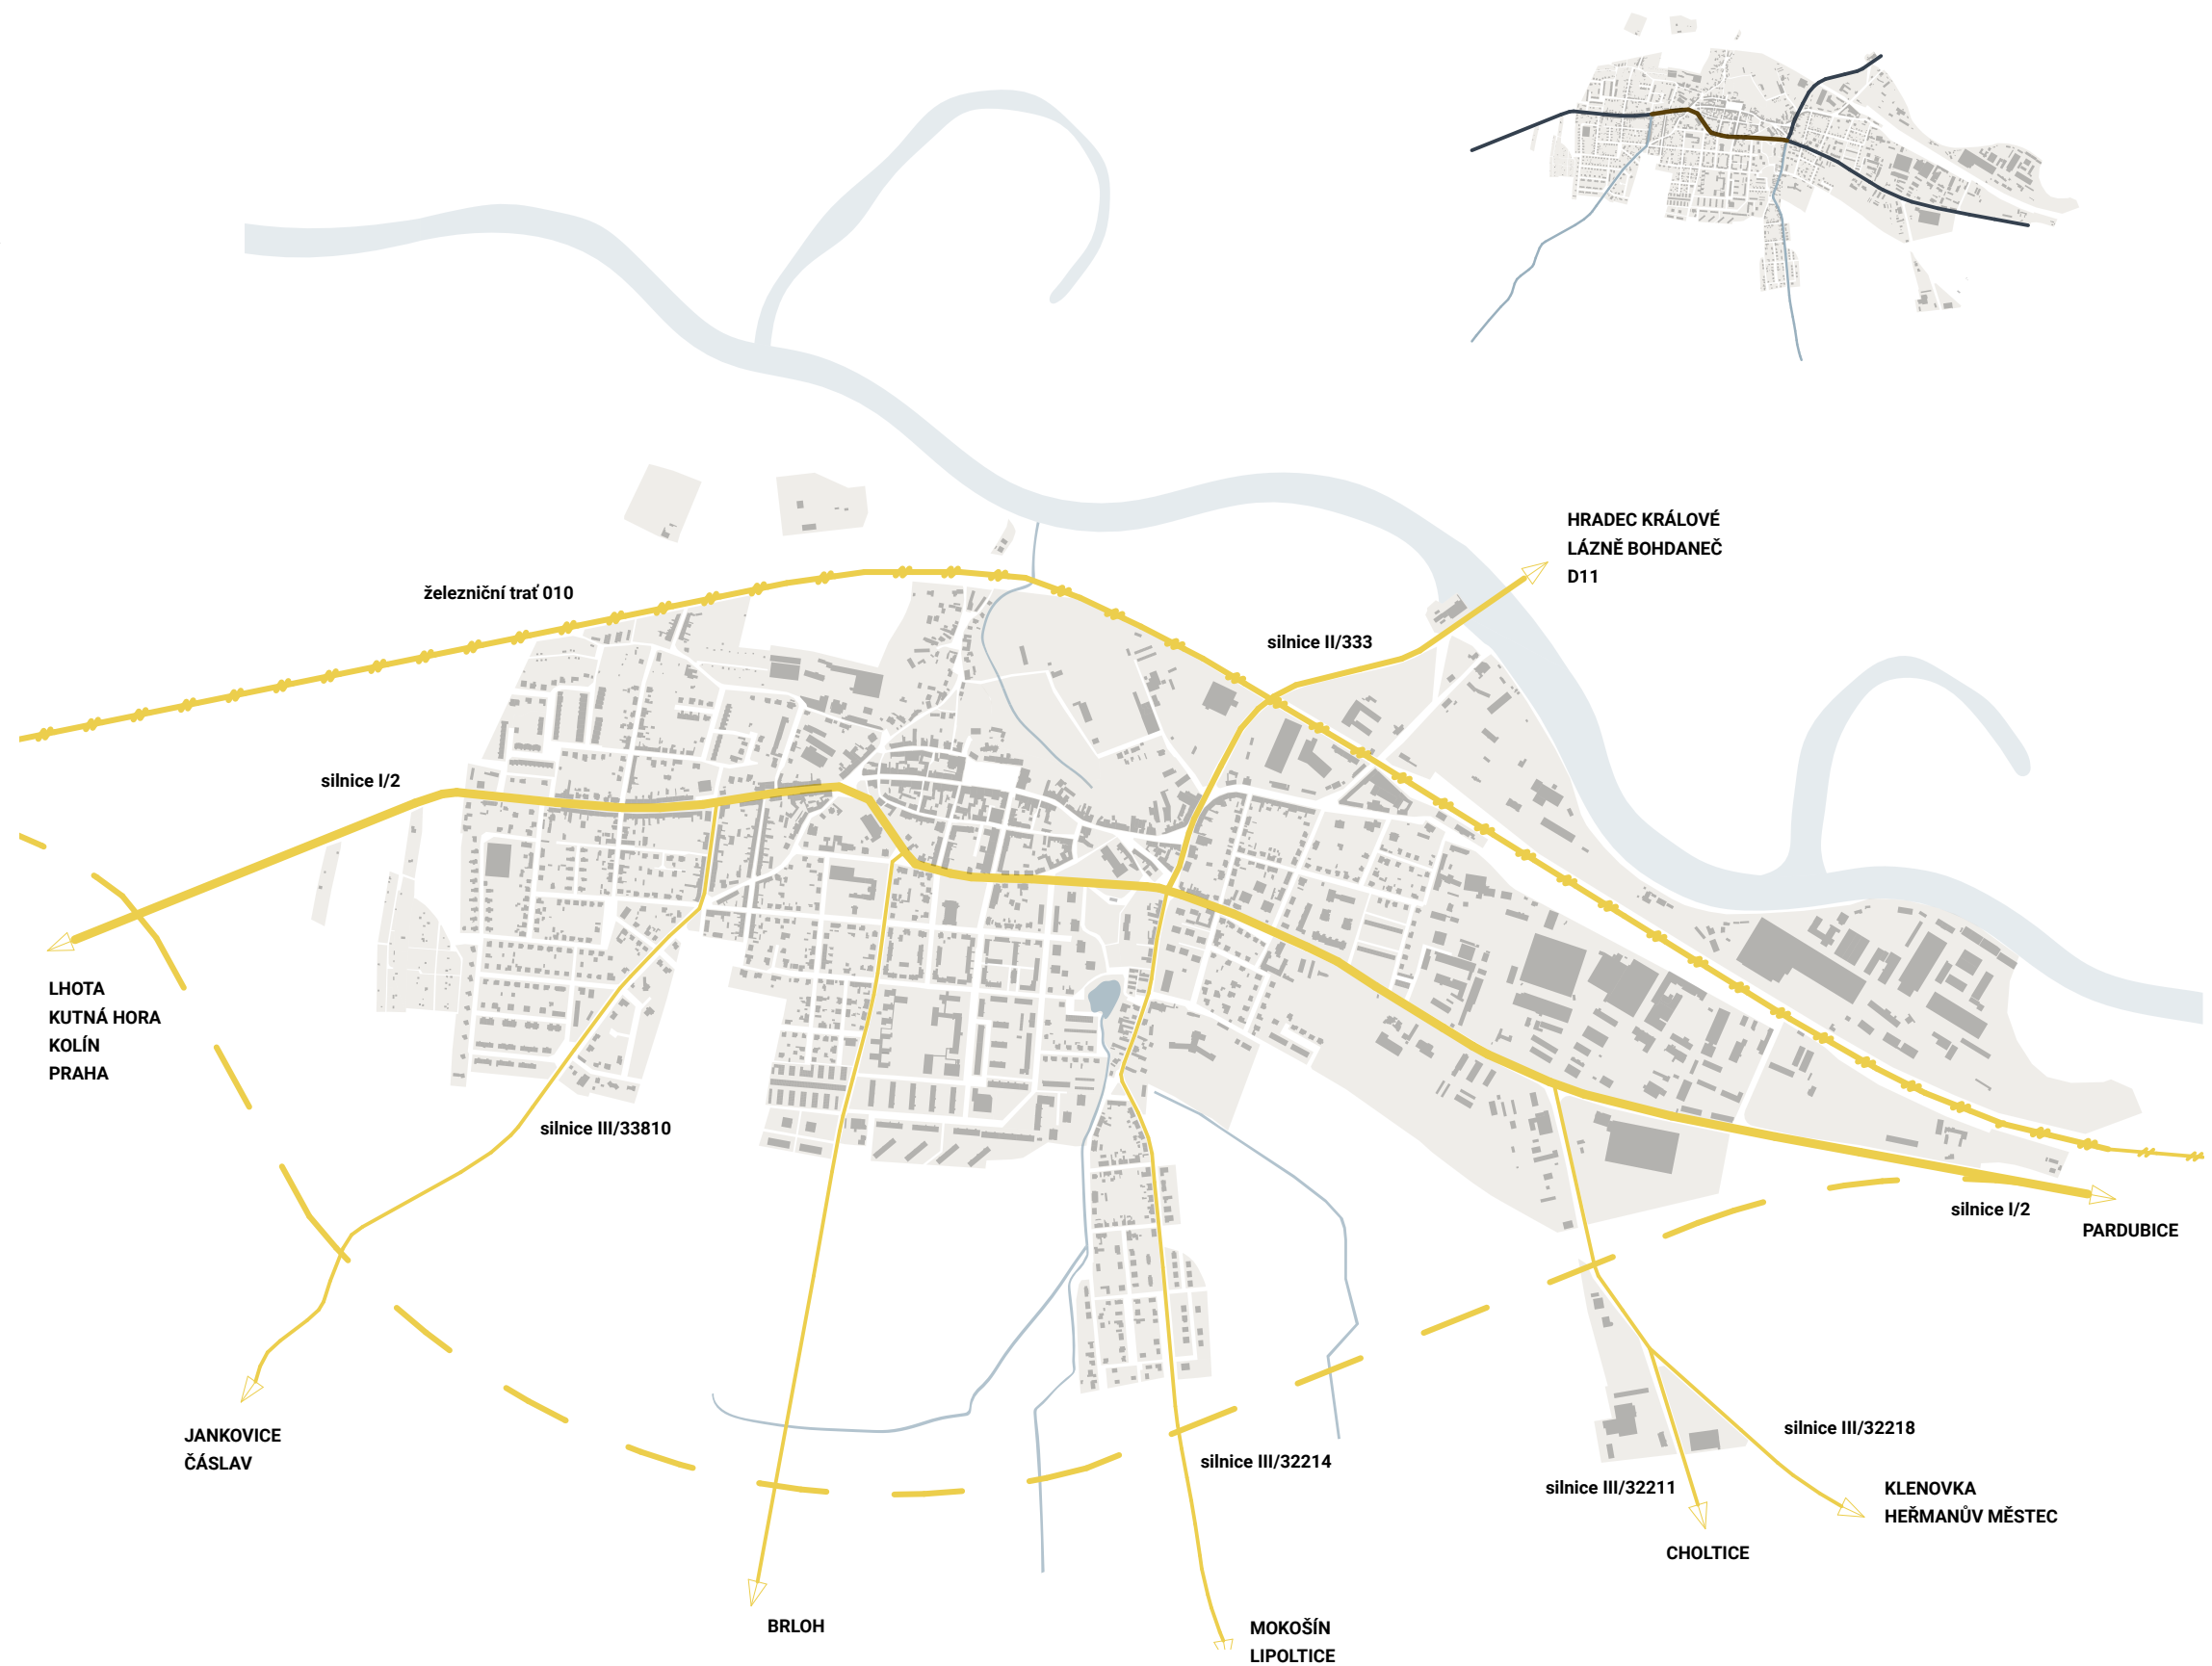 HRADEC KRÁLOVÉ
LÁZNĚ BOHDANEČ
D11
železniční trať 010
silnice II/333
silnice I/2
LHOTA
KUTNÁ HORA
KOLÍN
PRAHA
silnice III/33810
silnice I/2
PARDUBICE
JANKOVICE
ČÁSLAV
silnice III/32218
silnice III/32214
silnice III/32211
KLENOVKA
HEŘMANŮV MĚSTEC
CHOLTICE
BRLOH
MOKOŠÍN
LIPOLTICE